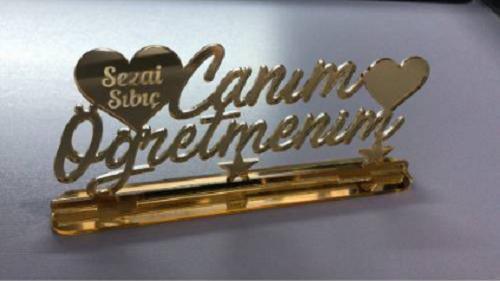 Sezai
Sıbıç
Canım
Öğretmenim